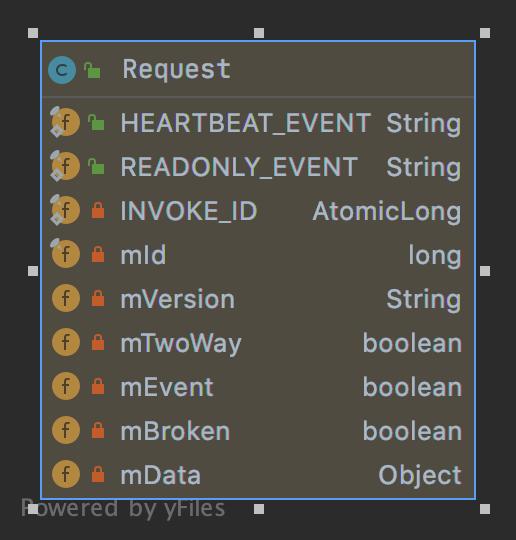 C Request
f HEARTBEAT_EVENT String
f READONLY_EVENT String
f INVOKE_ID AtomicLong
f mId long
f mVersion String
f mTwoWay boolean
f mEvent boolean
f mBroken boolean
f mData Object
Powered by yFiles